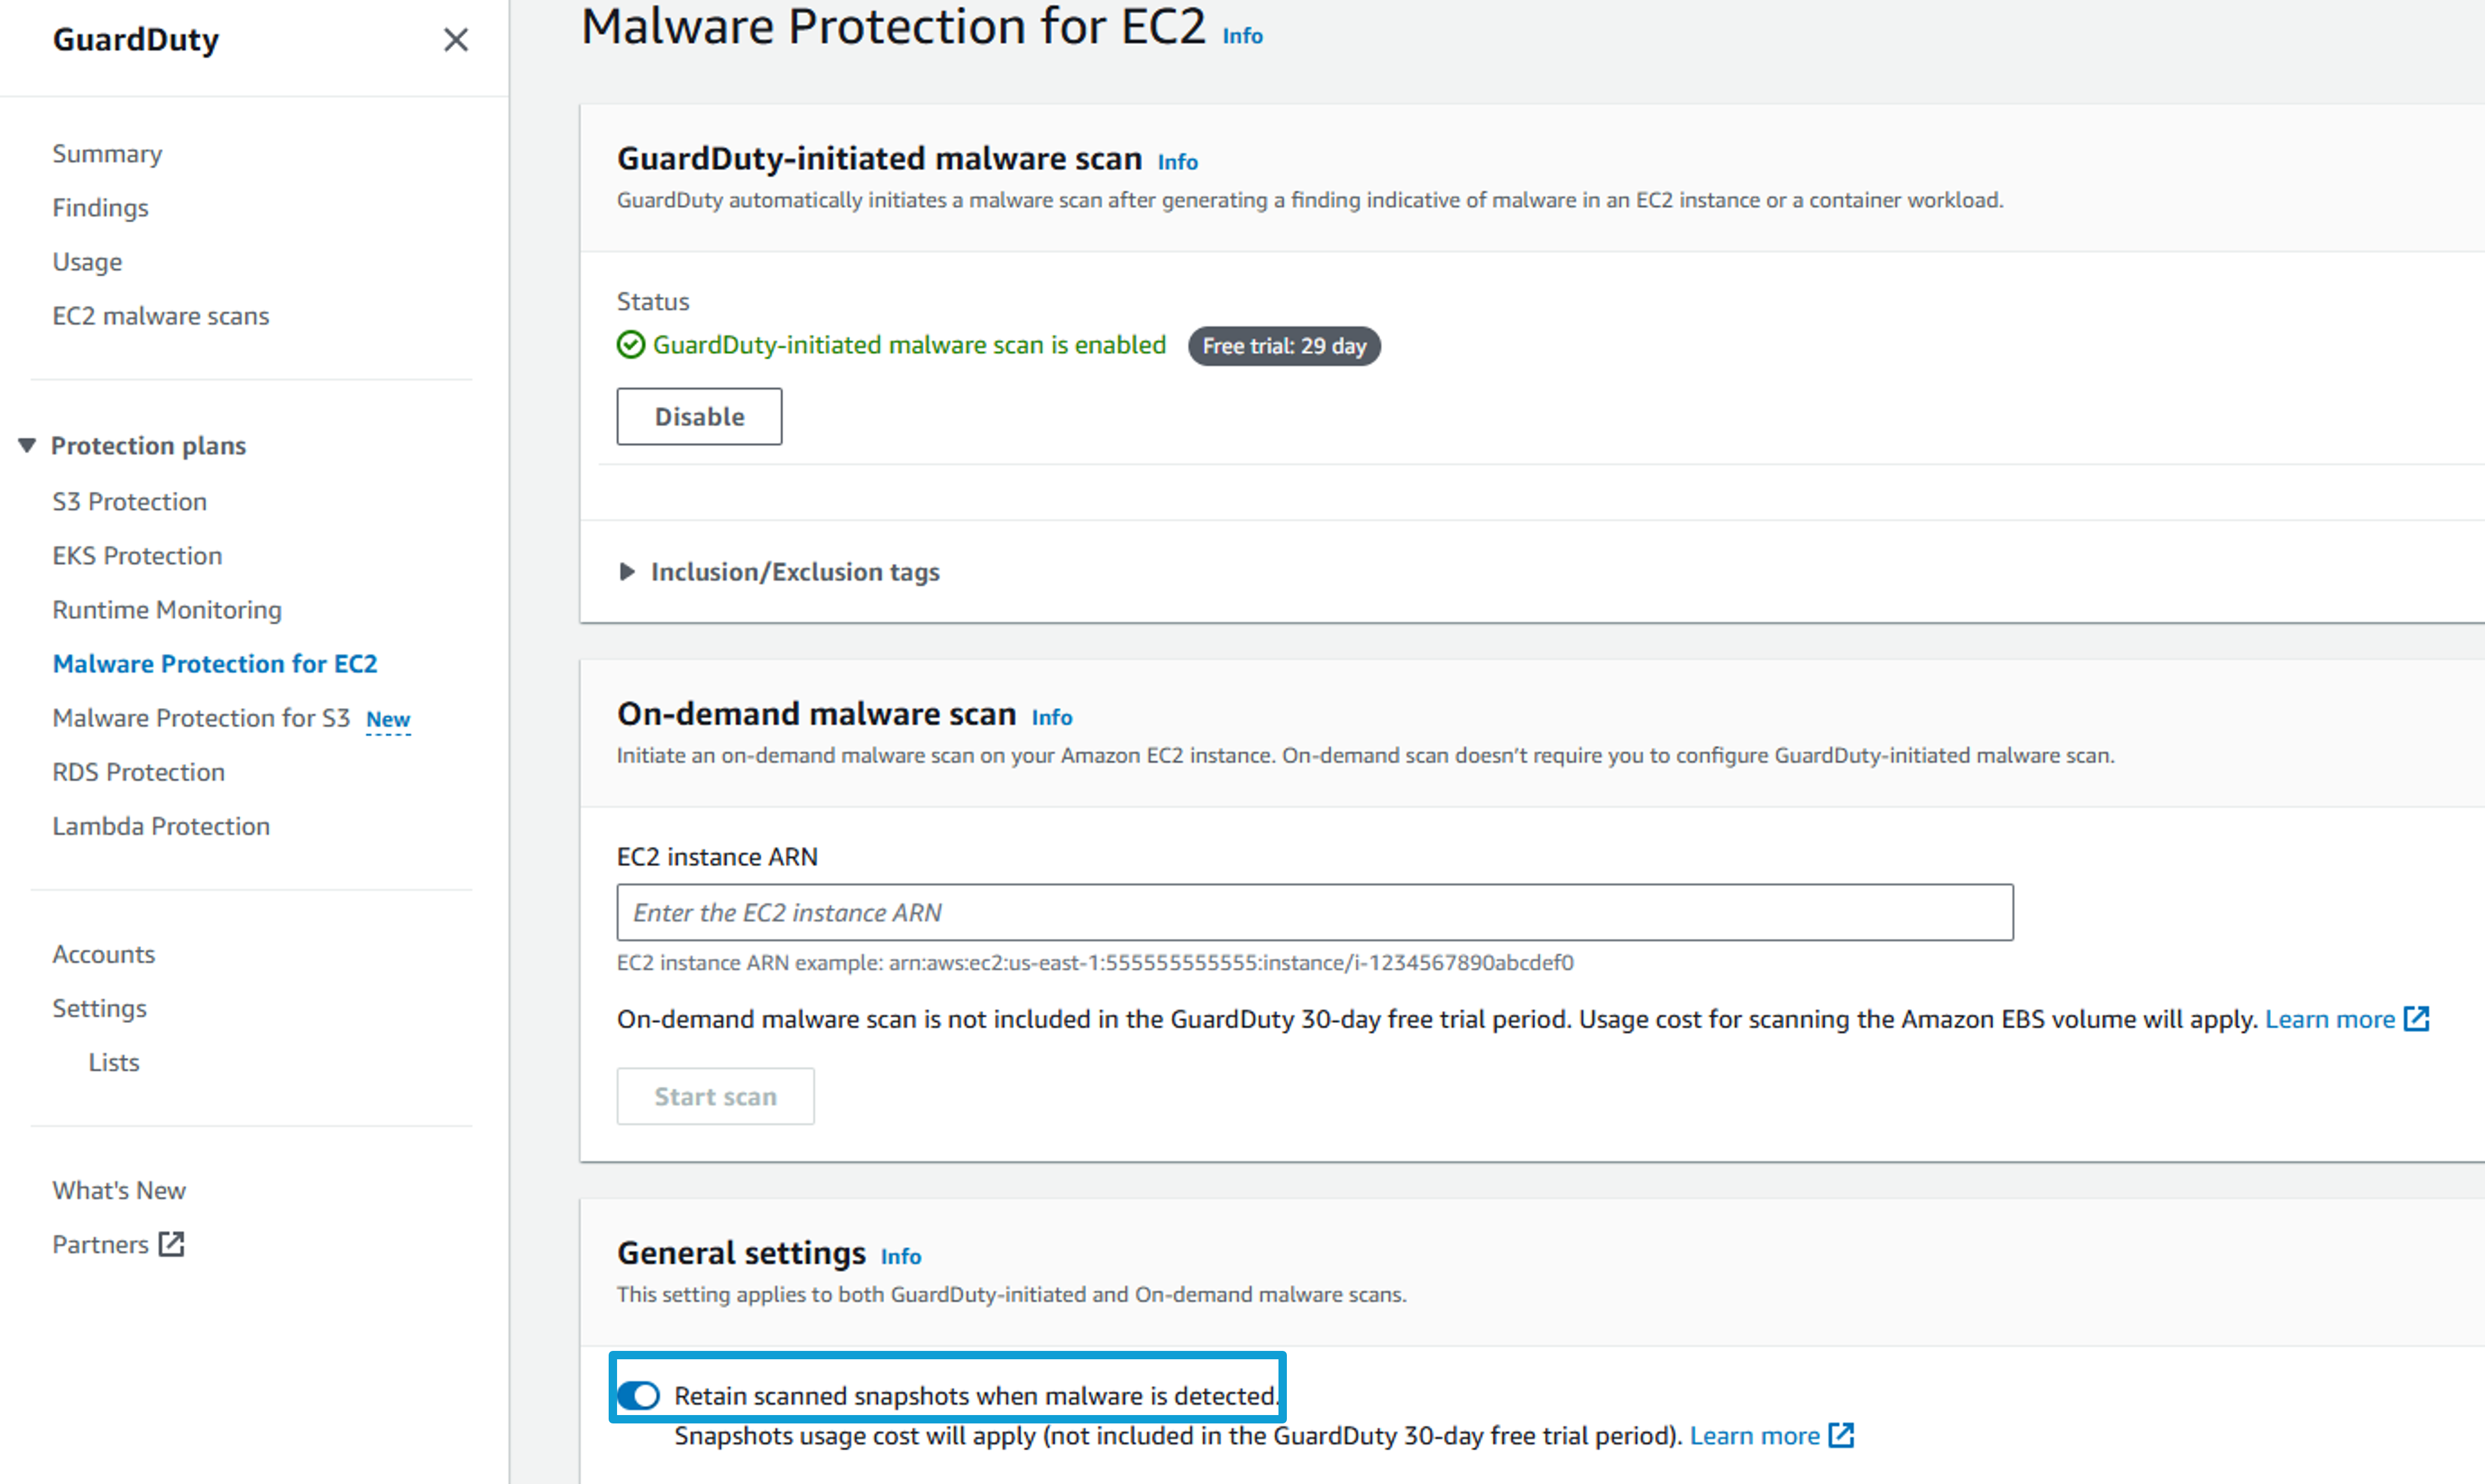 GuardDuty
Summary
Findings
Usage
EC2 malware scans
Protection plans
S3 Protection
EKS Protection
Runtime Monitoring
Malware Protection for EC2
Malware Protection for S3 New
RDS Protection
Lambda Protection
Accounts
Settings
Lists
What's New
Partners
Malware Protection for EC2 Info
GuardDuty-initiated malware scan Info
GuardDuty automatically initiates a malware scan after generating a finding indicative of malware in an EC2 instance or a container workload.
Status
GuardDuty-initiated malware scan is enabled Free trial: 29 day
Disable
Inclusion/Exclusion tags
On-demand malware scan Info
Initiate an on-demand malware scan on your Amazon EC2 instance. On-demand scan doesn't require you to configure GuardDuty-initiated malware scan.
EC2 instance ARN
Enter the EC2 instance ARN
EC2 instance ARN example: arn:aws:ec2:us-east-1:555555555555:instance/i-1234567890abcdef0
On-demand malware scan is not included in the GuardDuty 30-day free trial period. Usage cost for scanning the Amazon EBS volume will apply. Learn more
Start scan
General settings Info
This setting applies to both GuardDuty-initiated and On-demand malware scans.
Retain scanned snapshots when malware is detected.
Snapshots usage cost will apply (not included in the GuardDuty 30-day free trial period). Learn more